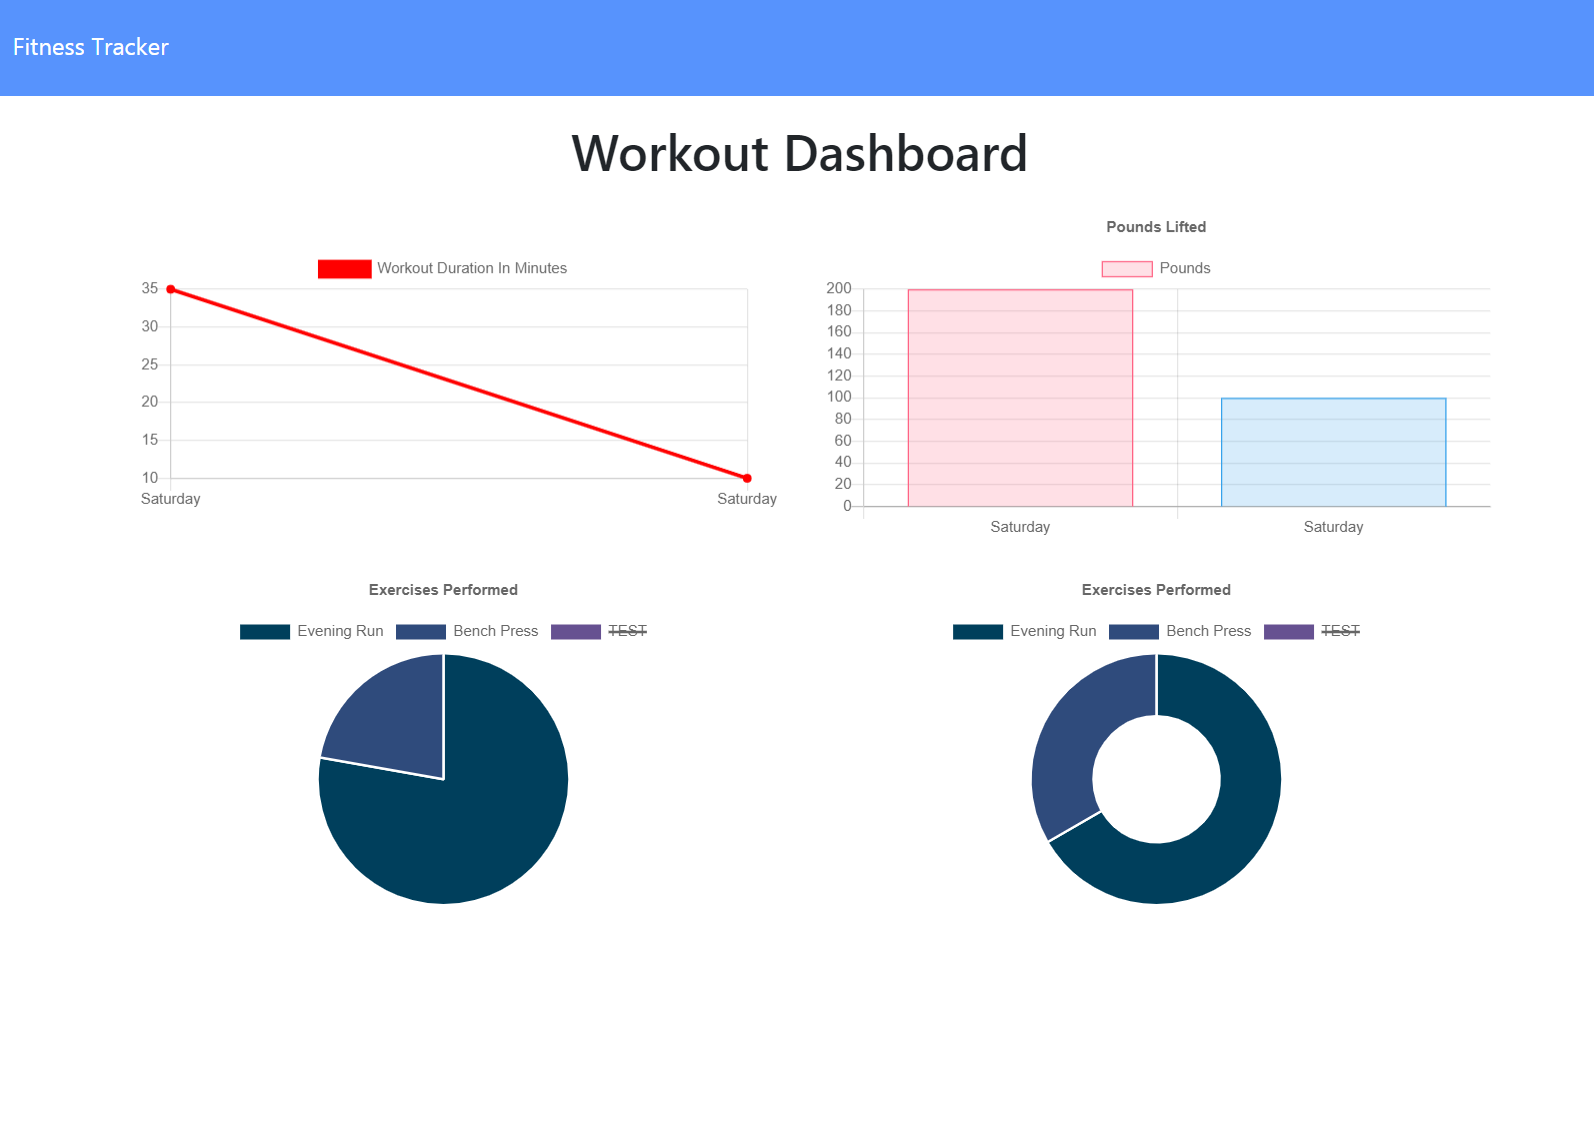 Fitness Tracker
Workout Dashboard
Workout Duration In Minutes
35
30
25
20
15
10
Saturday Saturday
Pounds Lifted
Pounds
200
180
160
140
120
100
80
60
40
20
0
Saturday Saturday
Exercises Performed
Evening Run Bench Press TEST
Exercises Performed
Evening Run Bench Press TEST